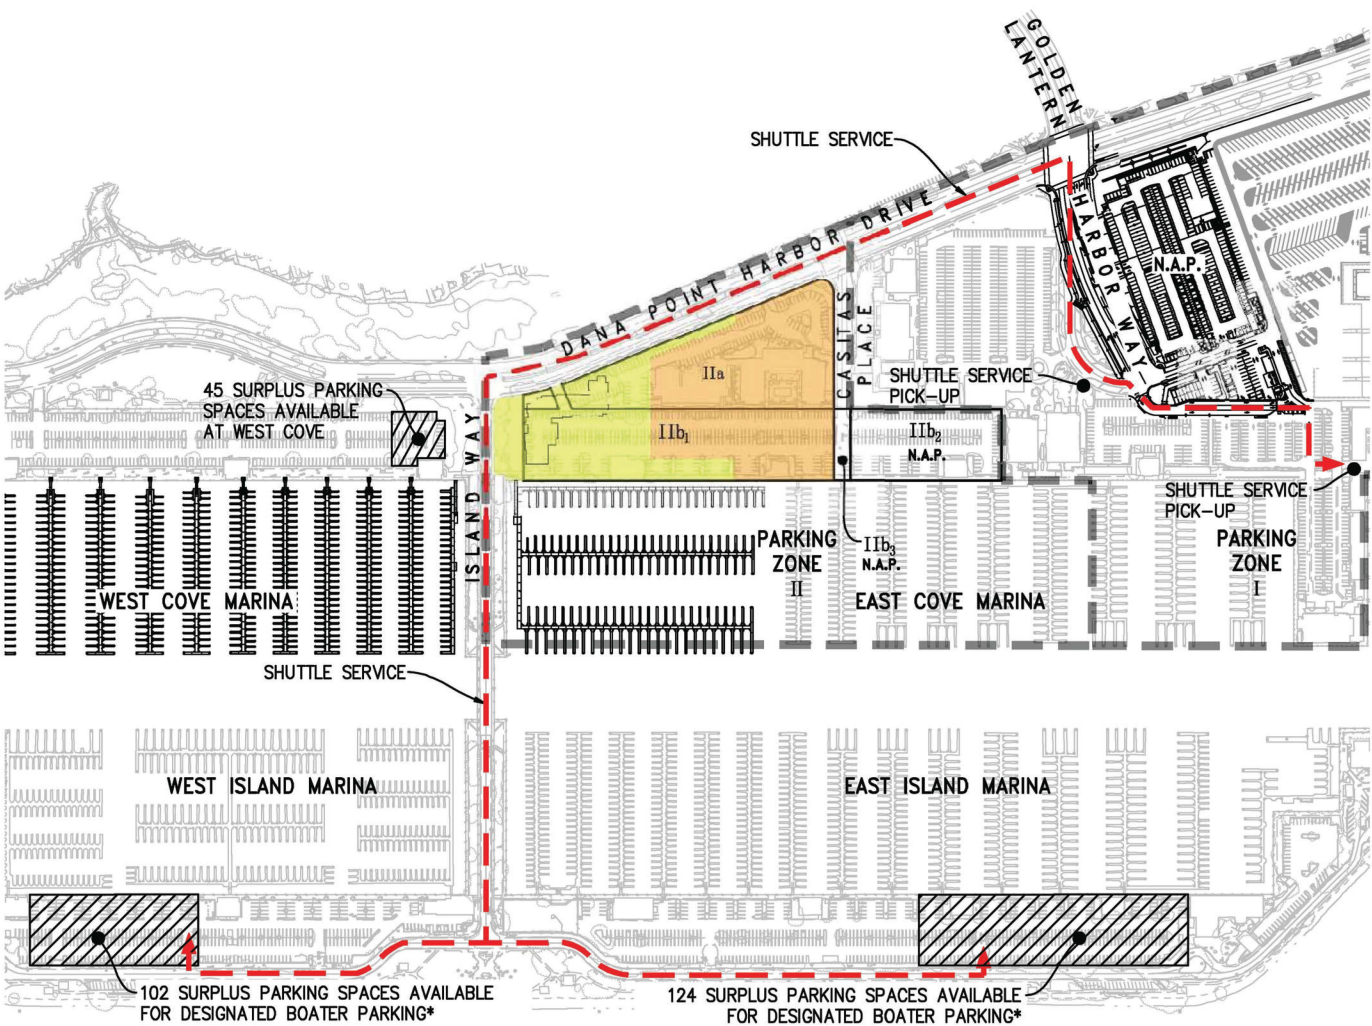 GOLDEN
LANTERN
SHUTTLE SERVICE
HARBOR WAY
N.A.P.
DANA POINT HARBOR DRIVE
CASITAS
PLACE
IIa
SHUTTLE SERVICE
PICK-UP
45 SURPLUS PARKING
SPACES AVAILABLE
AT WEST COVE
ISLAND WAY
IIb1
IIb2
N.A.P.
SHUTTLE SERVICE
PICK-UP
PARKING
ZONE
II
IIb3
N.A.P.
PARKING
ZONE
I
WEST COVE MARINA
EAST COVE MARINA
SHUTTLE SERVICE
WEST ISLAND MARINA
EAST ISLAND MARINA
102 SURPLUS PARKING SPACES AVAILABLE
FOR DESIGNATED BOATER PARKING*
124 SURPLUS PARKING SPACES AVAILABLE
FOR DESIGNATED BOATER PARKING*